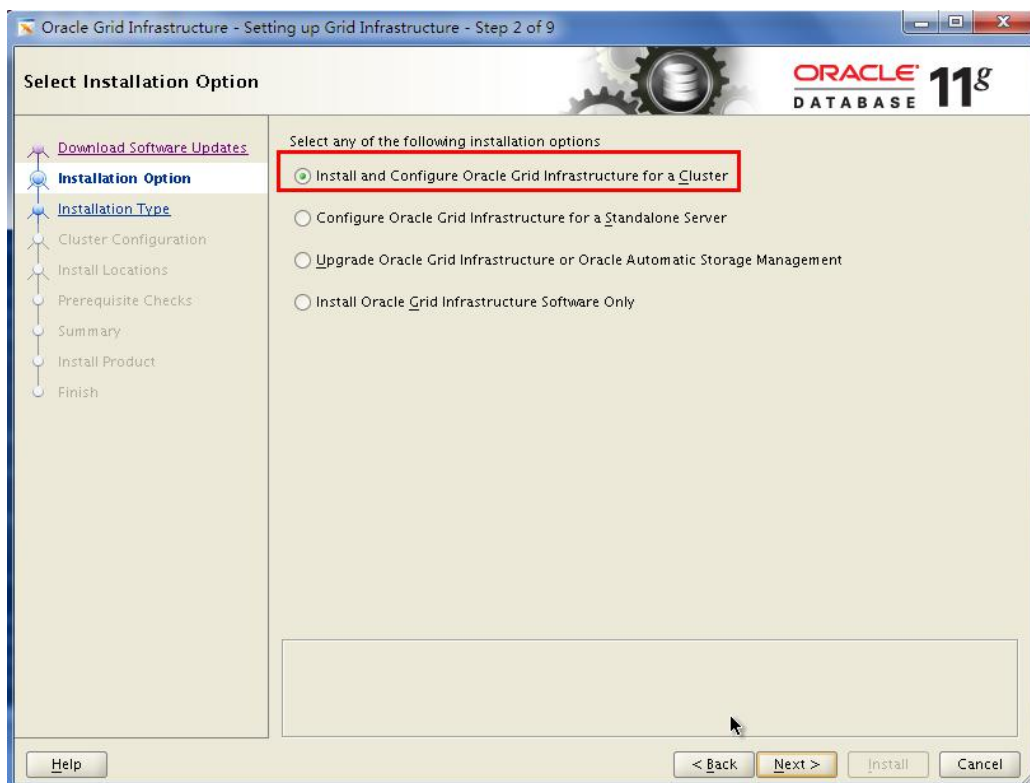 Oracle Grid Infrastructure - Setting up Grid Infrastructure - Step 2 of 9
Select Installation Option
ORACLE
DATABASE
11g
Download Software Updates
Installation Option
Installation Type
Cluster Configuration
Install Locations
Prerequisite Checks
Summary
Install Product
Finish
Select any of the following installation options
Install and Configure Oracle Grid Infrastructure for a Cluster
Configure Oracle Grid Infrastructure for a Standalone Server
Upgrade Oracle Grid Infrastructure or Oracle Automatic Storage Management
Install Oracle Grid Infrastructure Software Only
Help
< Back
Next >
Install
Cancel